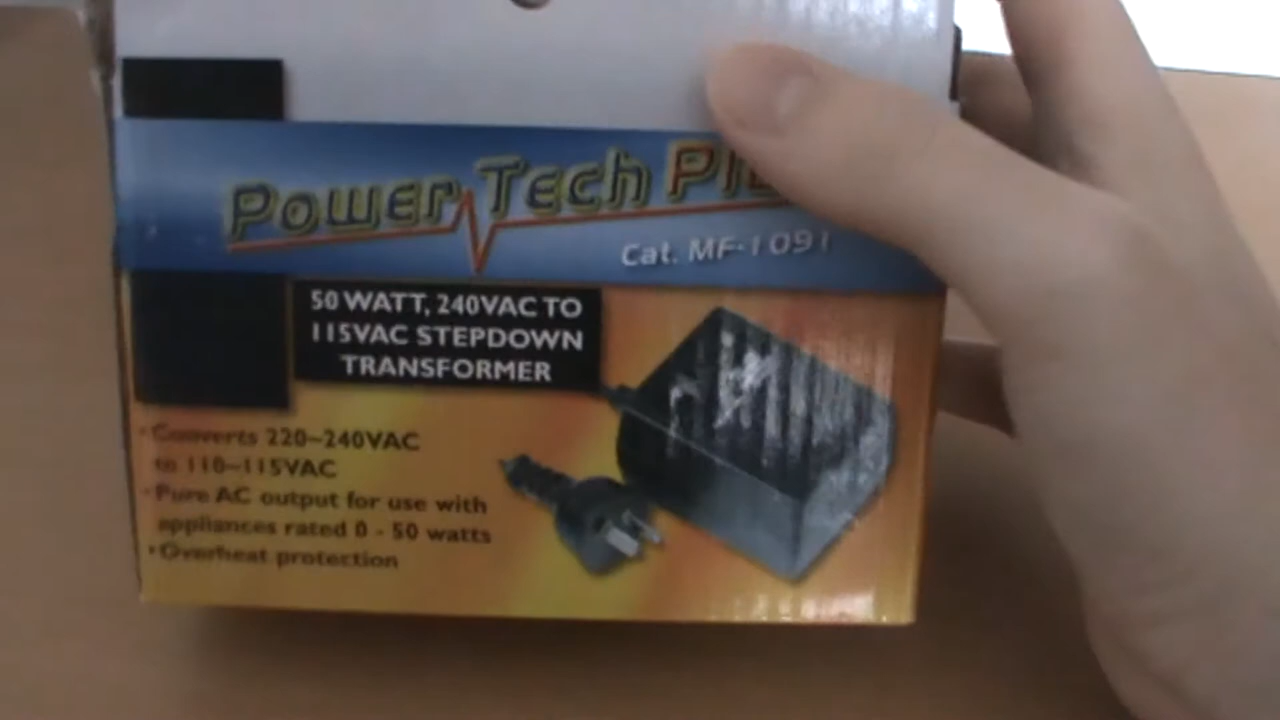 Power Tech Pl
Cat. MF-1091
50 WATT, 240VAC TO
115VAC STEPDOWN
TRANSFORMER
• Converts 220~240VAC
to 110~115VAC
• Pure AC output for use with
appliances rated 0 - 50 watts
• Overheat protection